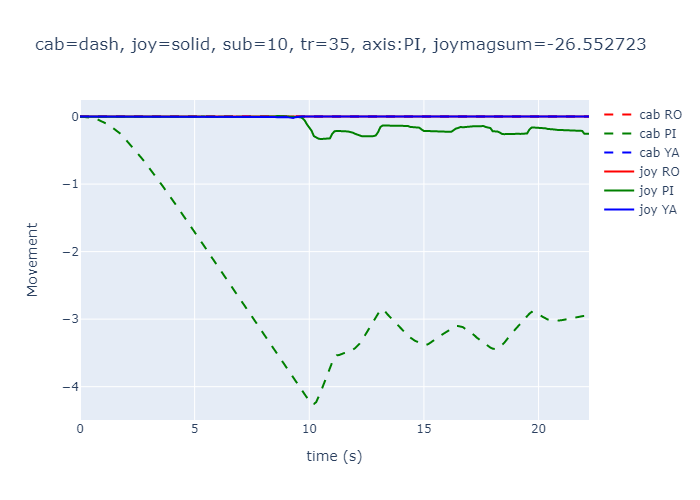 cab=dash, joy=solid, sub=10, tr=35, axis:PI, joymagsum=-26.552723
cab RO
cab PI
cab YA
joy RO
joy PI
joy YA
Movement
0
−1
−2
−3
−4
0
5
10
15
20
time (s)